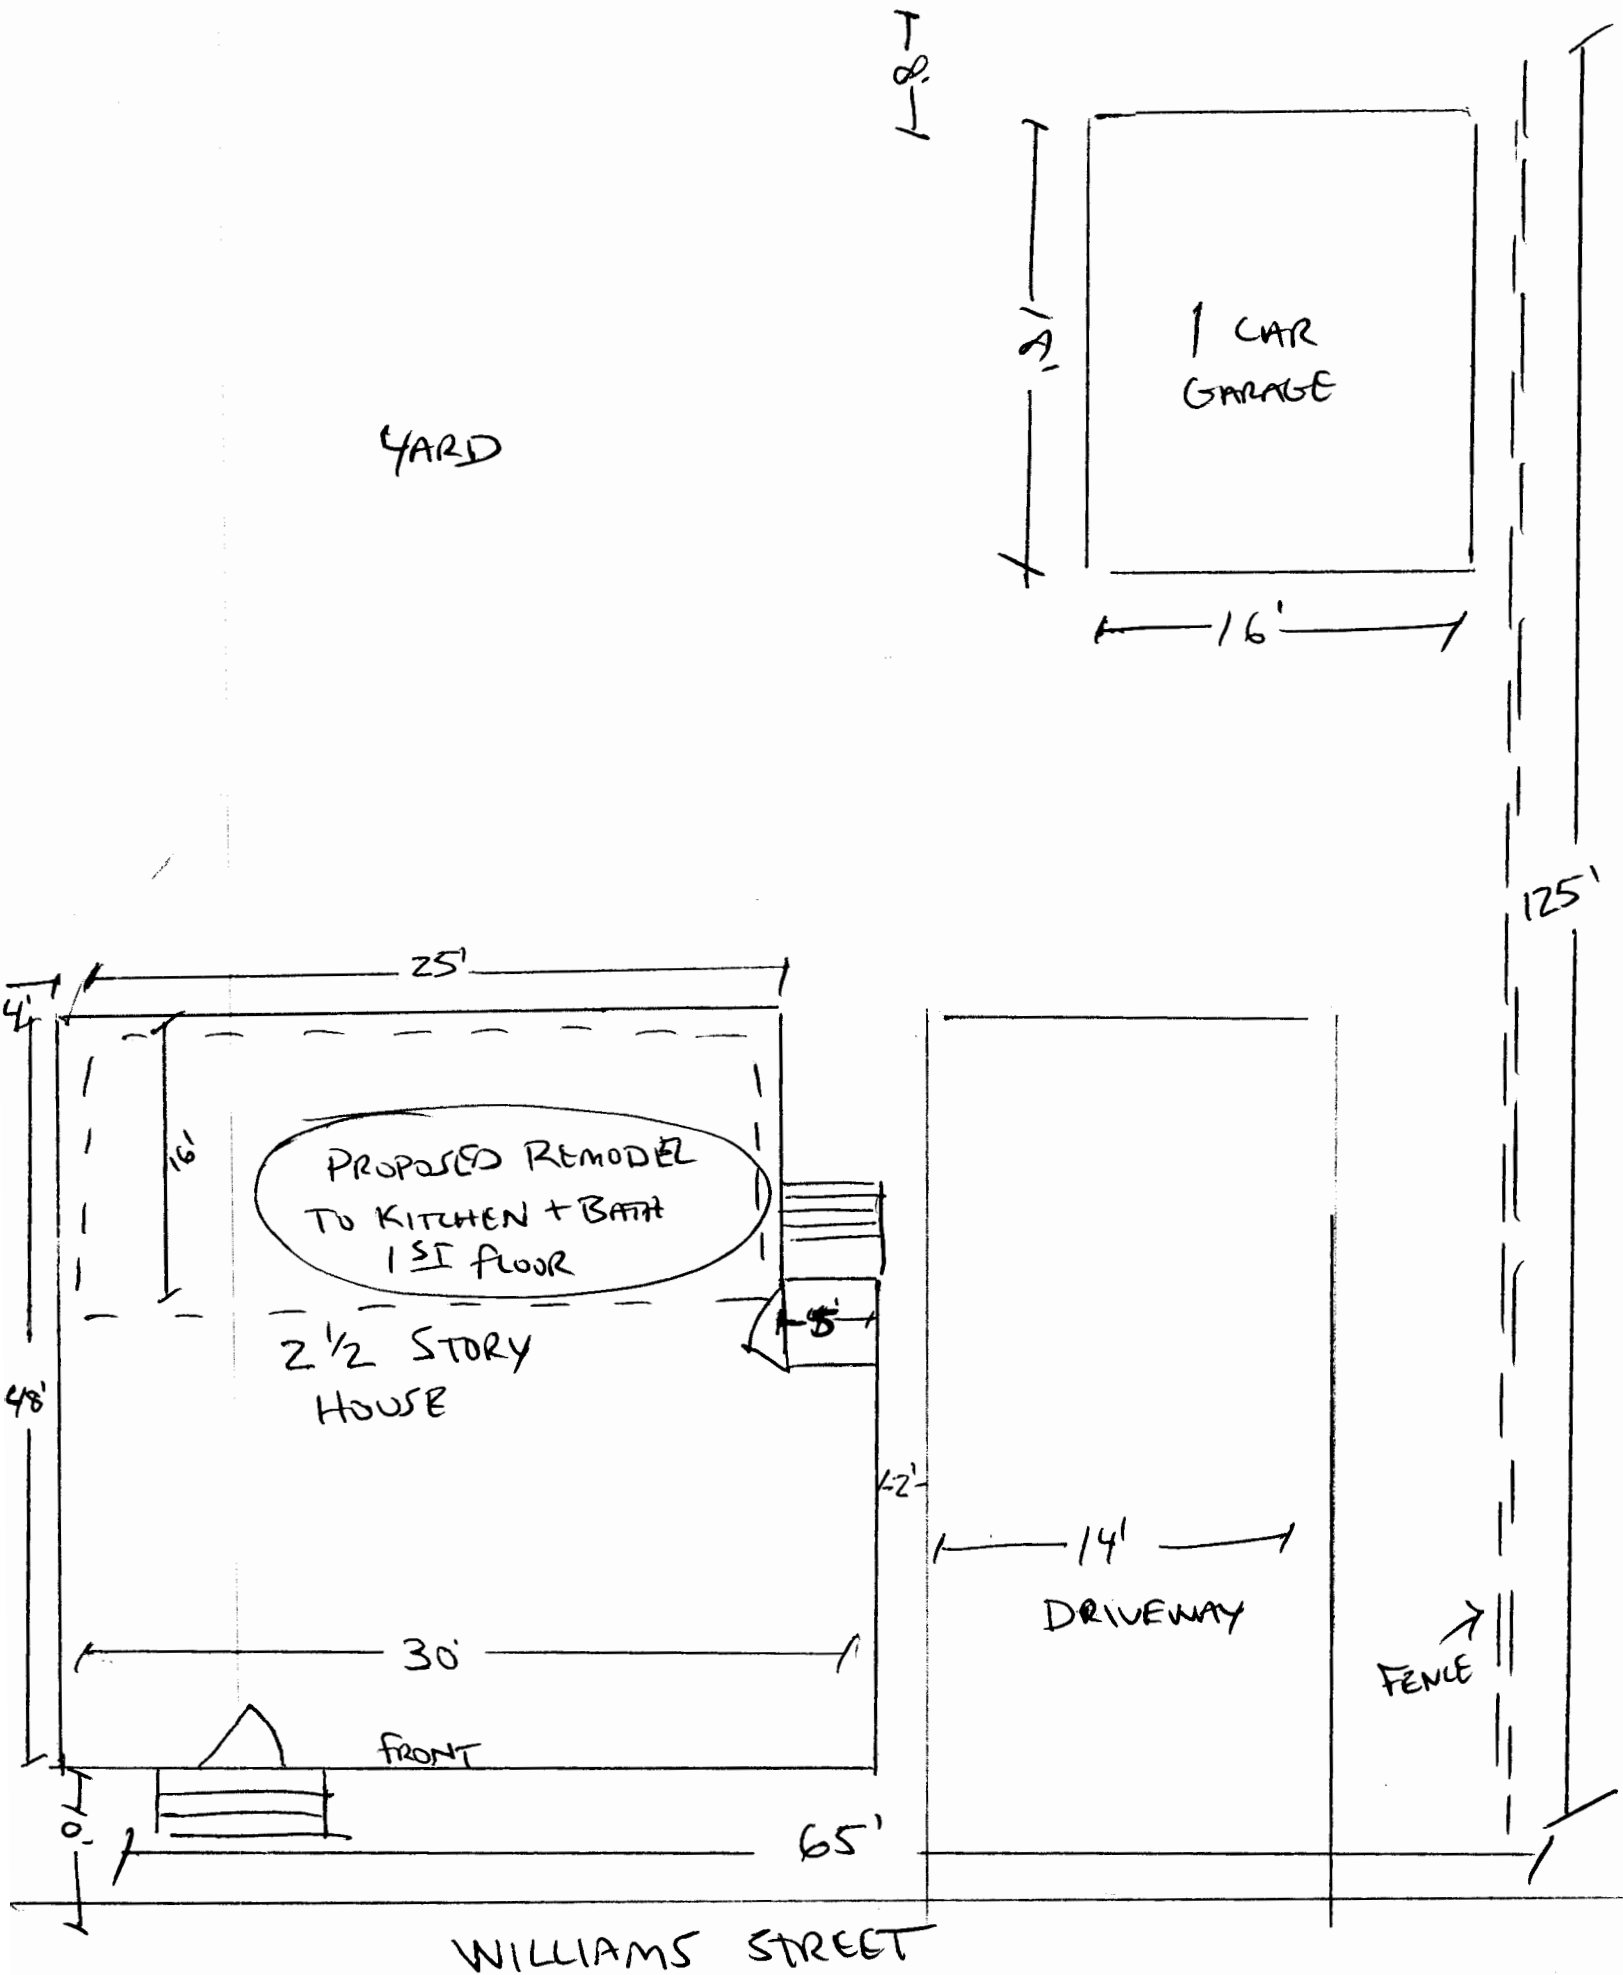 8'
1 CAR
GARAGE
YARD
16'
125'
25'
4'
16'
PROPOSED REMODEL
TO KITCHEN + BATH
1ST FLOOR
5'
2 1/2 STORY
HOUSE
48'
2'
14'
DRIVEWAY
30'
FENCE
FRONT
65'
WILLIAMS STREET